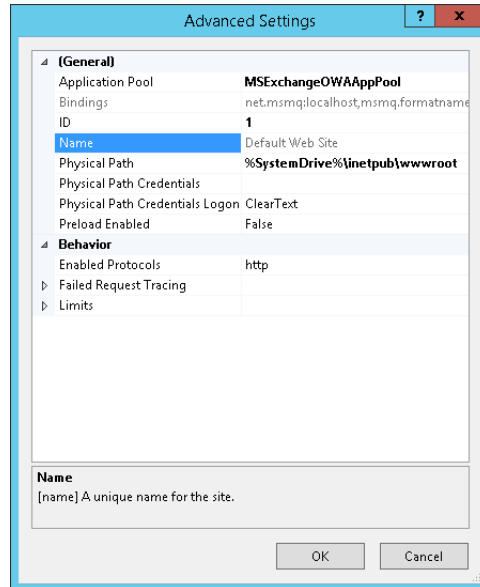 Advanced Settings
? x
(General)
Application Pool MSExchangeOWAAppPool
Bindings net.msmq:localhost,msmq.formatname
ID 1
Name Default Web Site
Physical Path %SystemDrive%\inetpub\wwwroot
Physical Path Credentials
Physical Path Credentials Logon ClearText
Preload Enabled False
Behavior
Enabled Protocols http
Failed Request Tracing
Limits
Name
[name] A unique name for the site.
OK Cancel